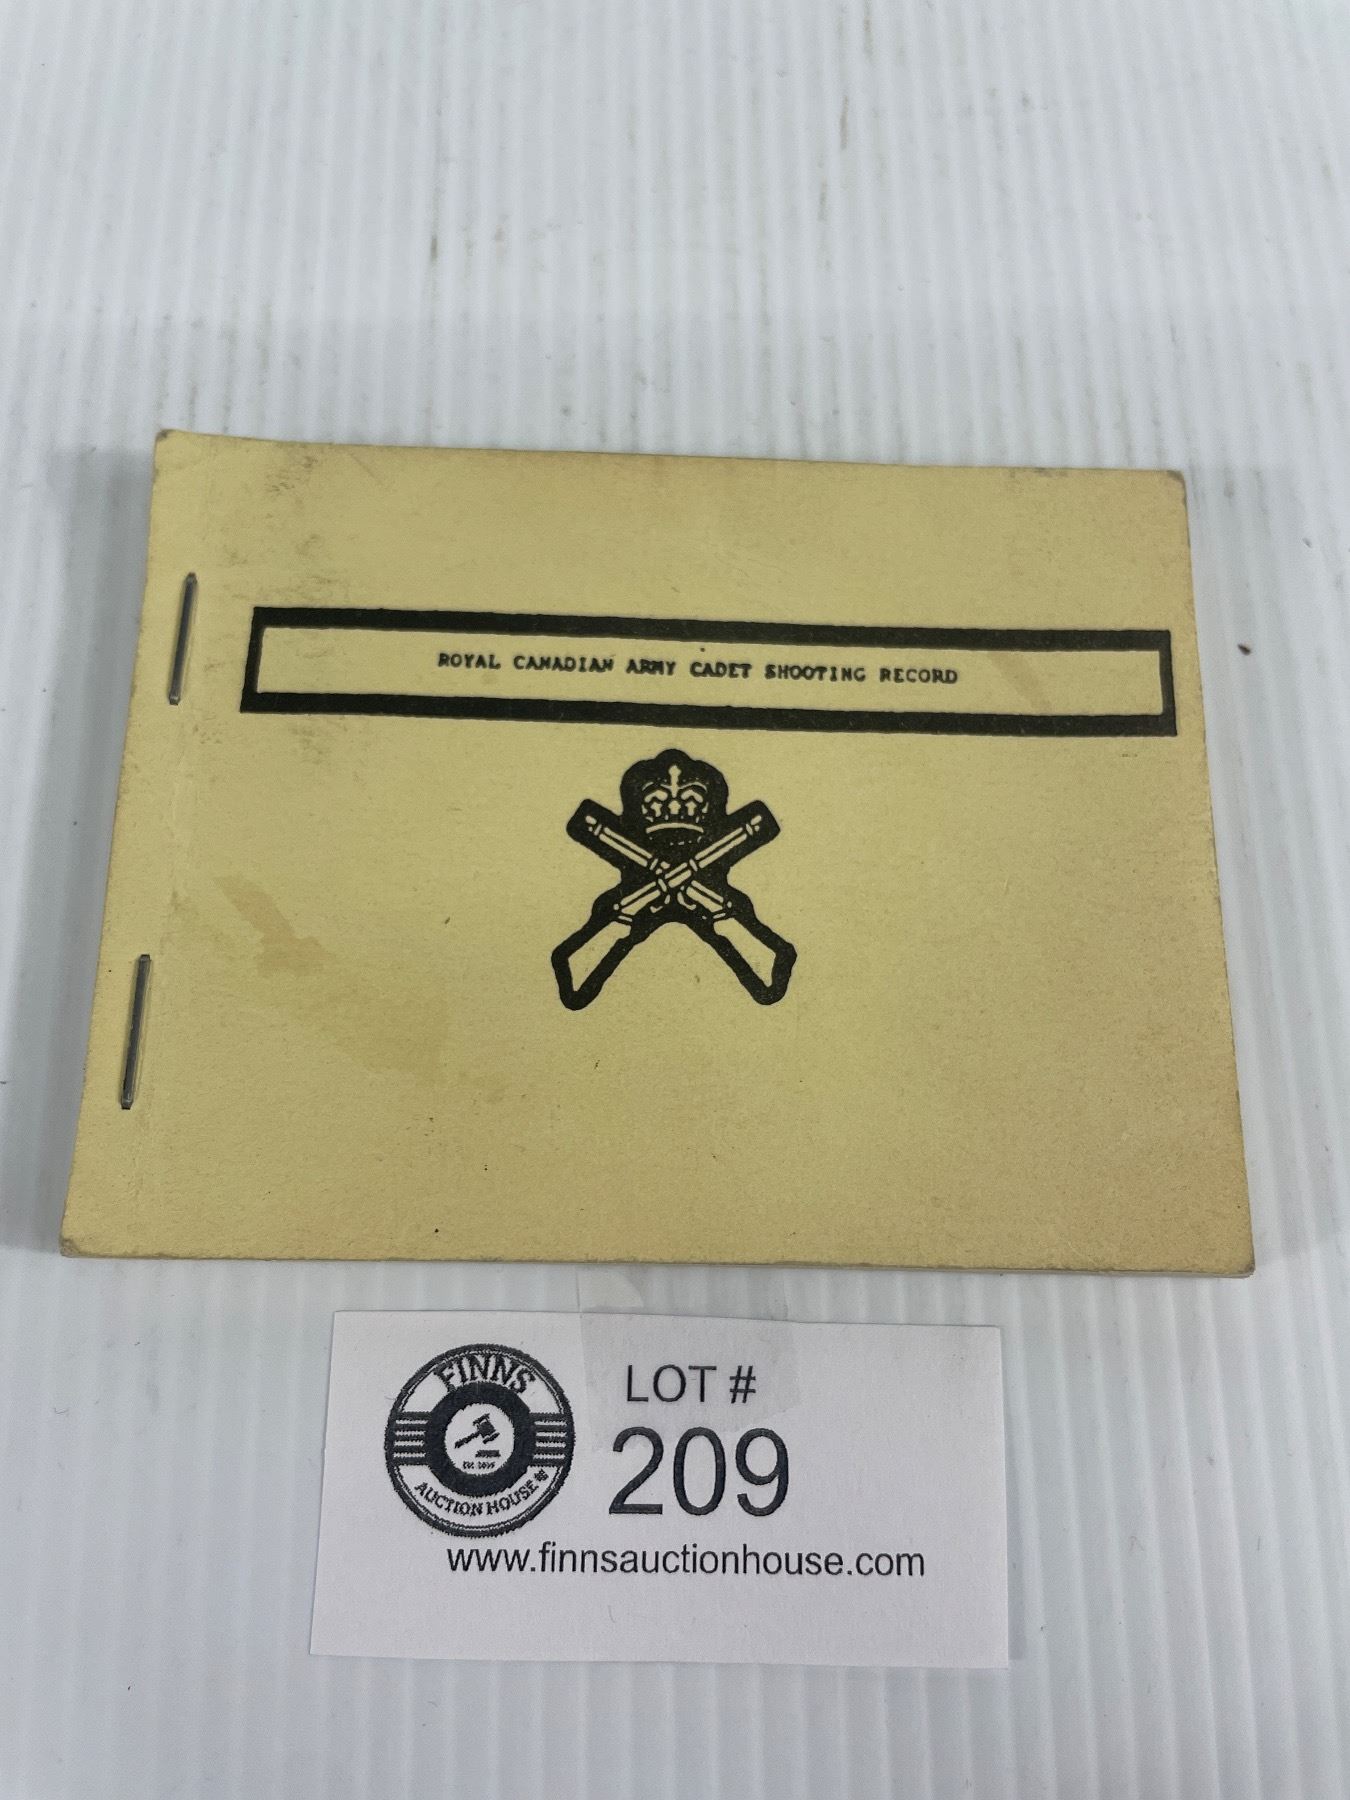 ROYAL CANADIAN ARMY CADET SHOOTING RECORD
FINNS
AUCTION HOUSE
LOT #
209
www.finnsauctionhouse.com